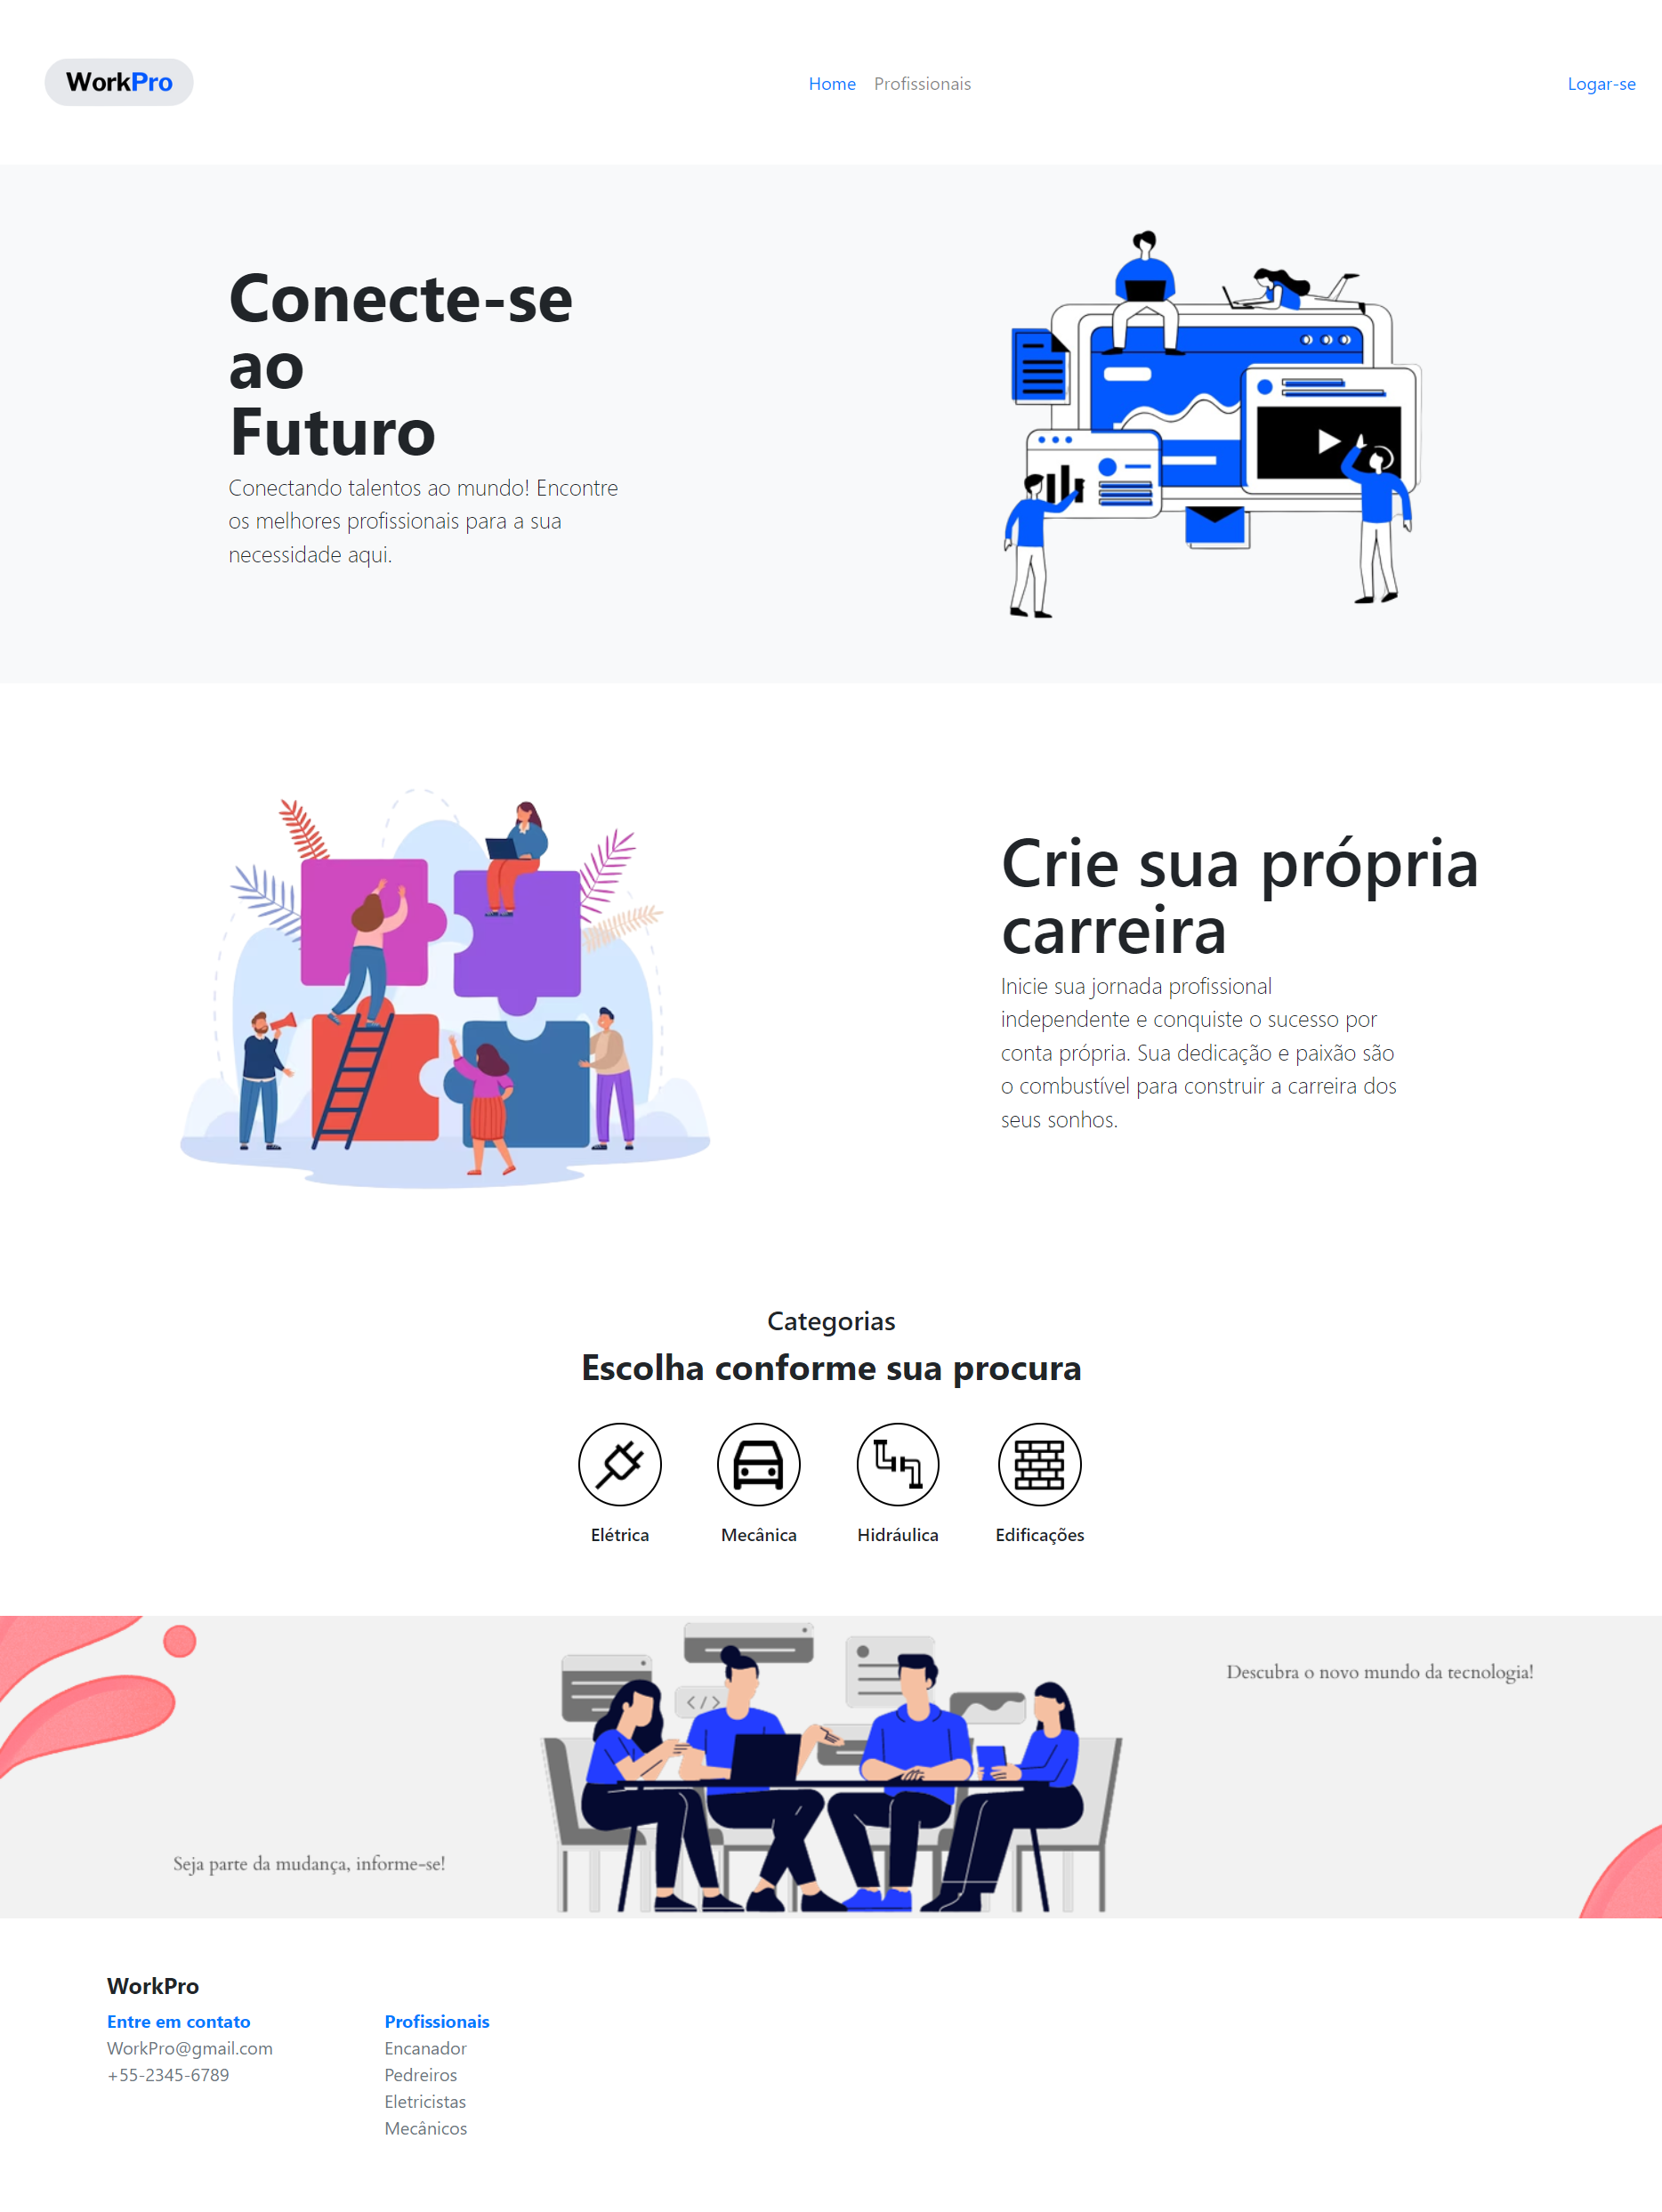 WorkPro
Home
Profissionais
Logar-se
Conecte-se
ao
Futuro
Conectando talentos ao mundo! Encontre
os melhores profissionais para a sua
necessidade aqui.
Crie sua própria
carreira
Inicie sua jornada profissional
independente e conquiste o sucesso por
conta própria. Sua dedicação e paixão são
o combustível para construir a carreira dos
seus sonhos.
Categorias
Escolha conforme sua procura
Elétrica
Mecânica
Hidráulica
Edificações
Descubra o novo mundo da tecnologia!
</>
Seja parte da mudança, informe-se!
WorkPro
Entre em contato
WorkPro@gmail.com
+55-2345-6789
Profissionais
Encanador
Pedreiros
Eletricistas
Mecânicos